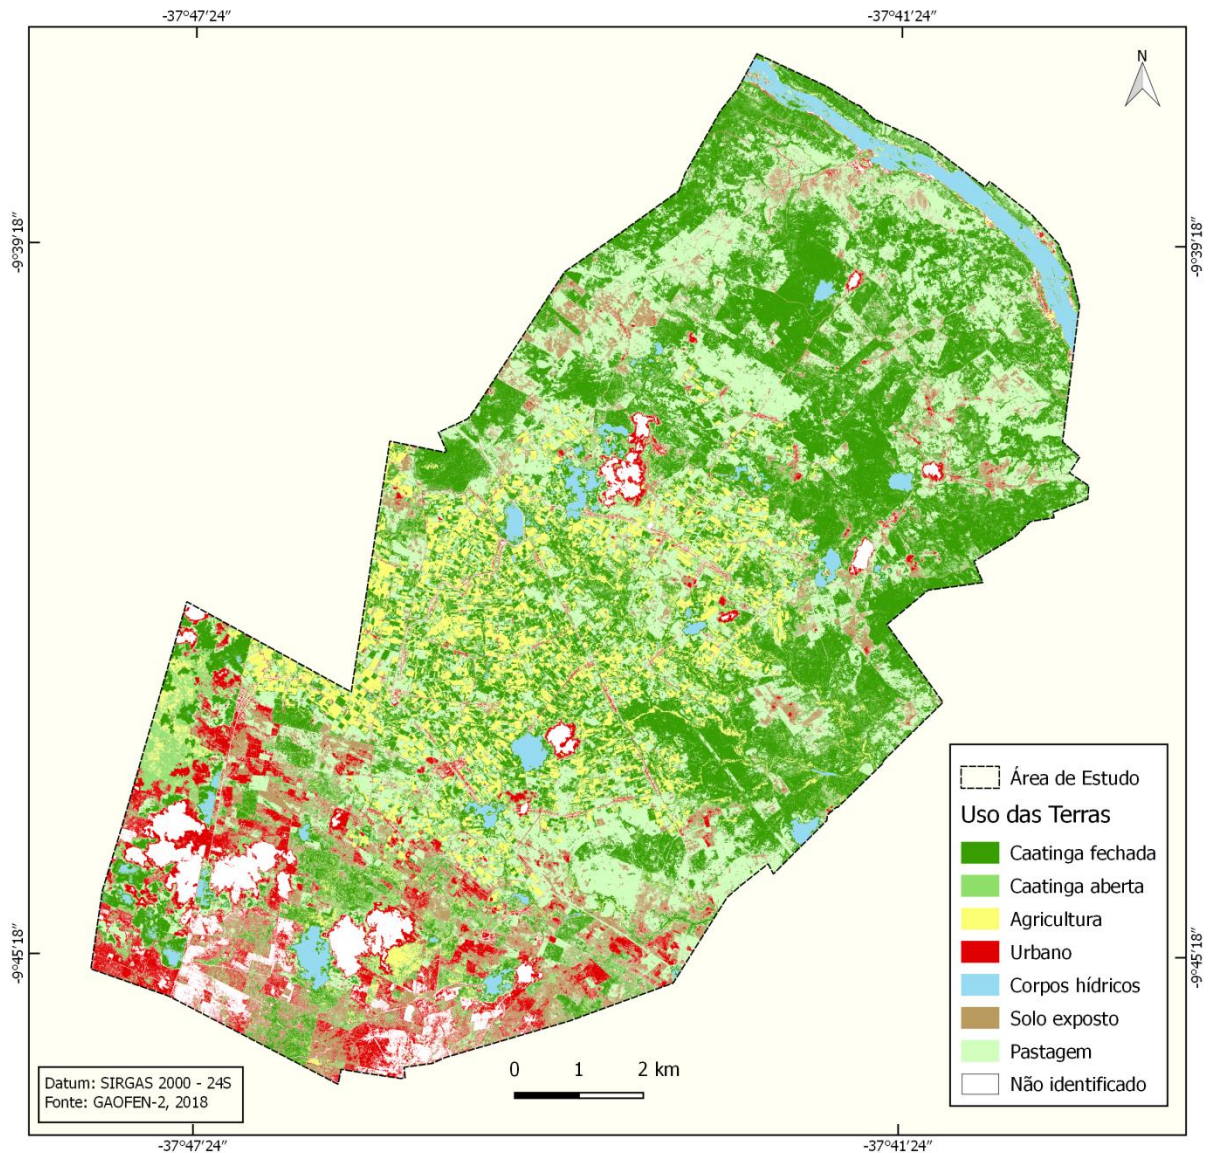 -37°47'24"
-37°41'24"
N
-9°39'18"
-9°39'18"
Área de Estudo
Uso das Terras
Caatinga fechada
Caatinga aberta
Agricultura
Urbano
Corpos hídricos
Solo exposto
Pastagem
Não identificado
-9°45'18"
-9°45'18"
0 1 2 km
Datum: SIRGAS 2000 - 24S
Fonte: GAOFEN-2, 2018
-37°47'24"
-37°41'24"